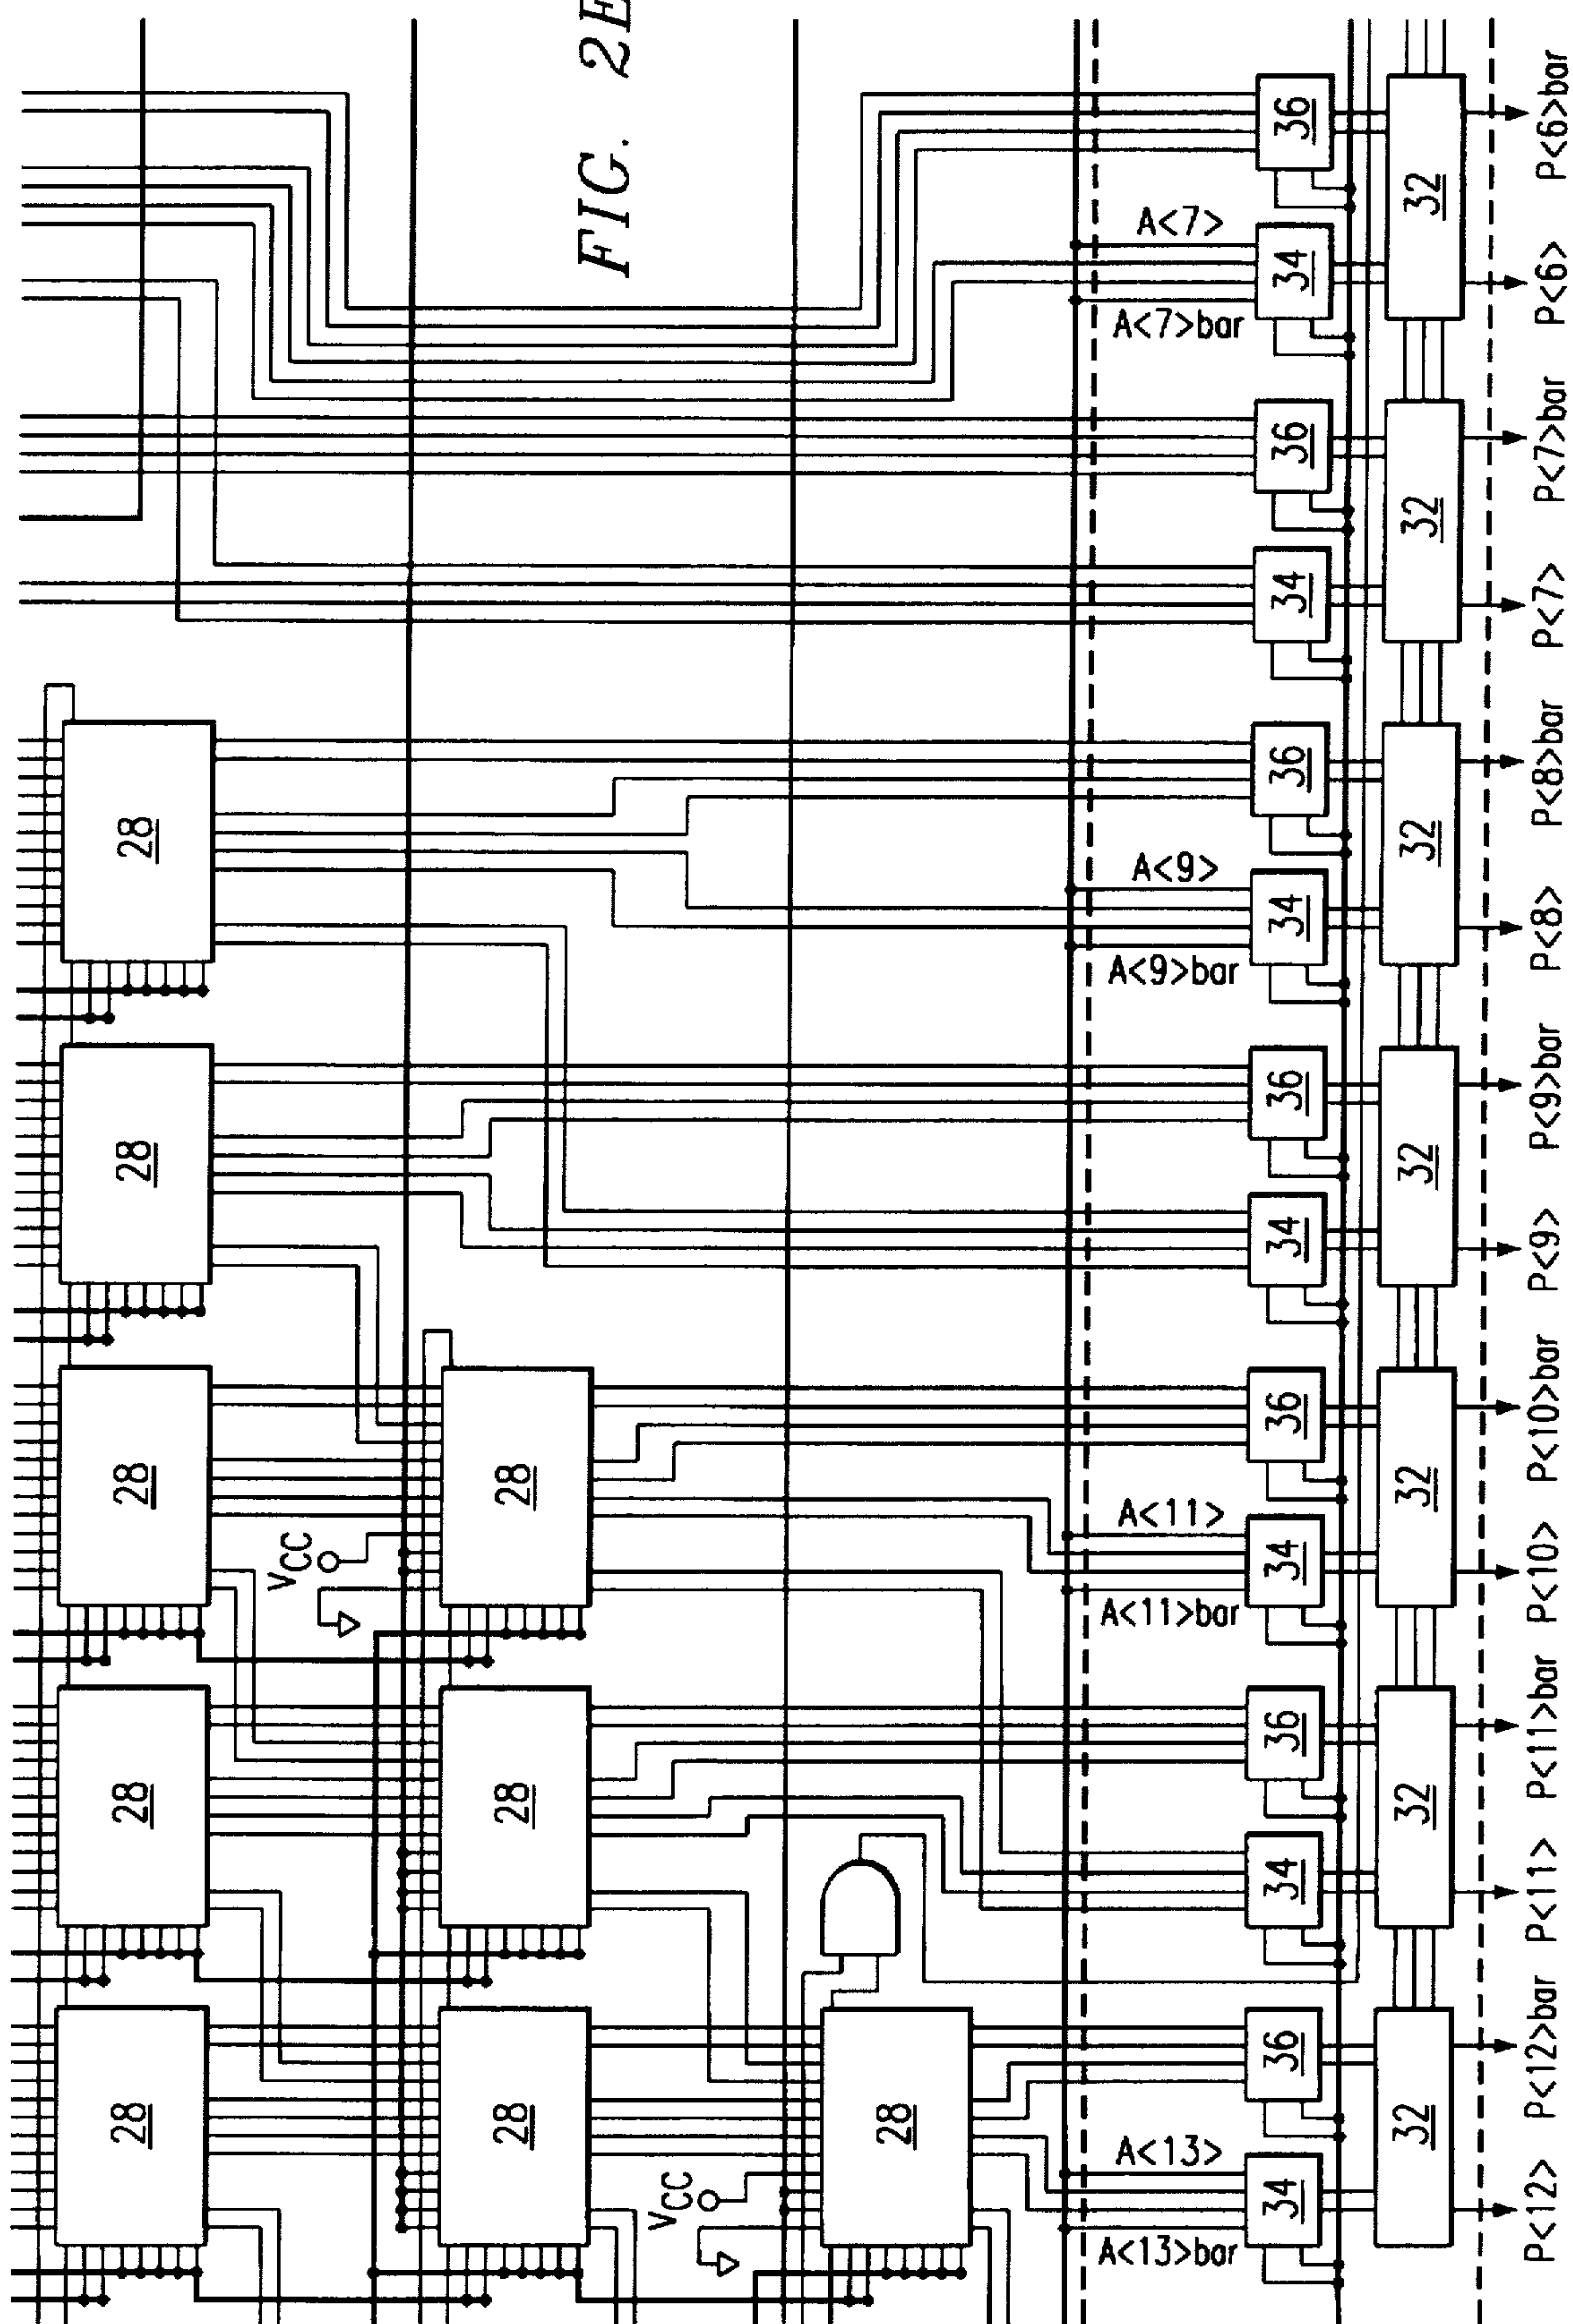 FIG. 2E
36
A<7>
34
A<7>bar
32
P<6>bar
P<6>
36
34
32
P<7>bar
P<7>
28
36
A<9>
34
A<9>bar
32
P<8>bar
P<8>
28
36
34
32
P<9>bar
P<9>
28
VCC
28
36
A<11>
34
A<11>bar
32
P<10>bar
P<10>
28
28
36
34
32
P<11>bar
P<11>
28
28
VCC
28
36
A<13>
34
A<13>bar
32
P<12>bar
P<12>